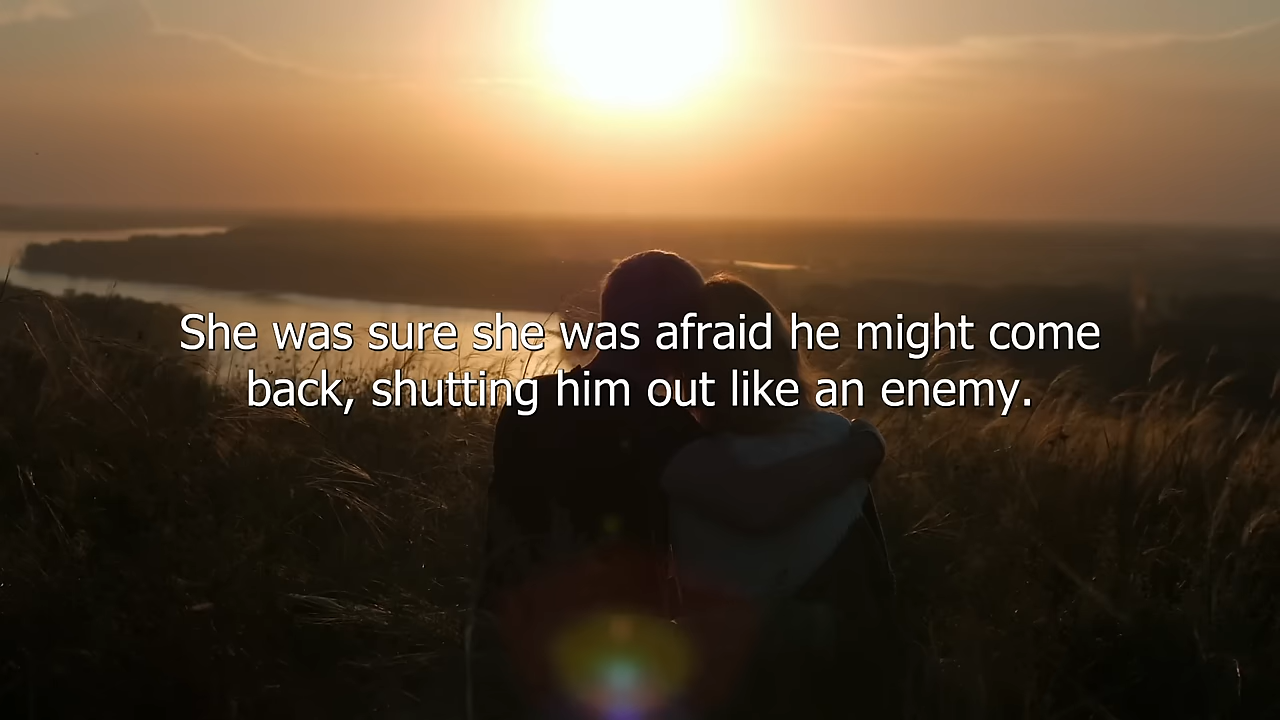 She was sure she was afraid he might come
back, shutting him out like an enemy.